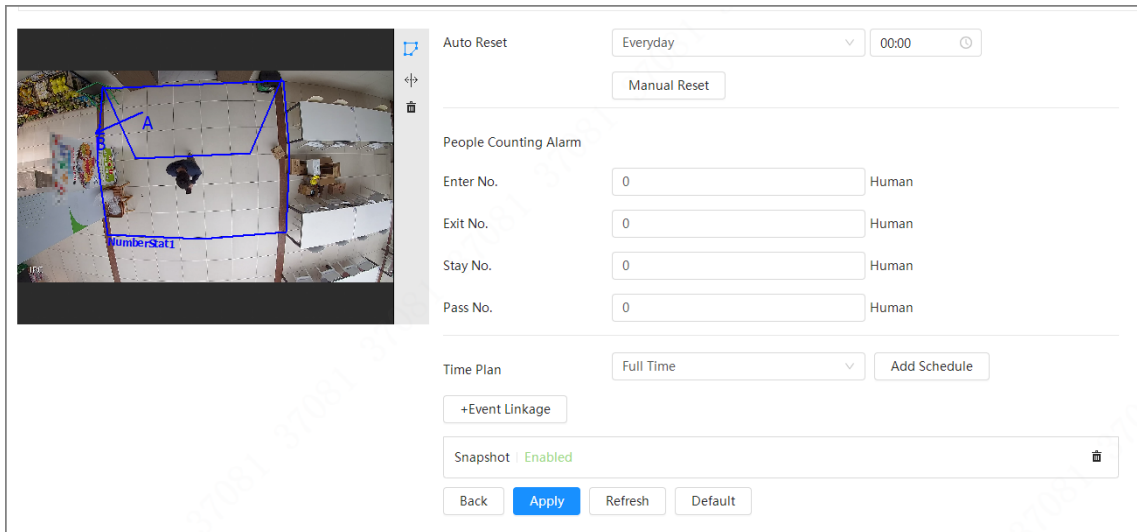 Auto Reset Everyday 00:00
Manual Reset
People Counting Alarm
Enter No. 0 Human
Exit No. 0 Human
Stay No. 0 Human
Pass No. 0 Human
Time Plan Full Time Add Schedule
+Event Linkage
Snapshot Enabled
Back Apply Refresh Default
A
B
NumberStat1
IPC
37081